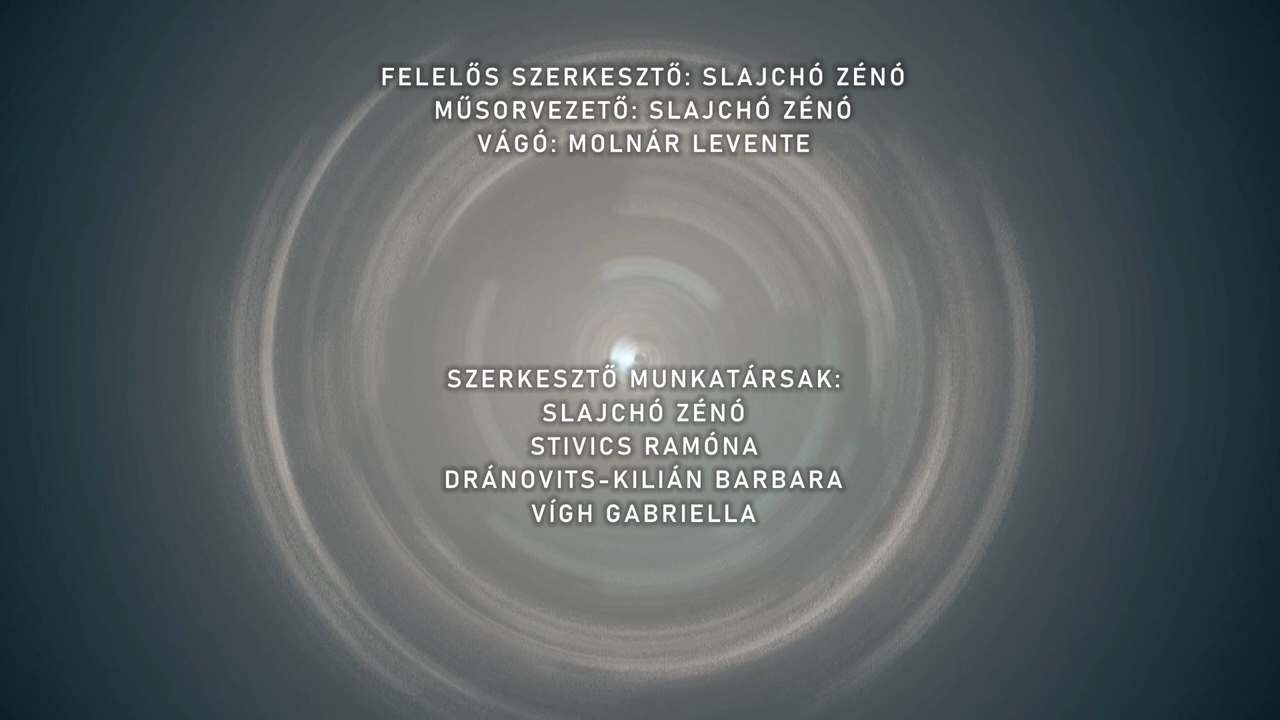 FELELŐS SZERKESZTŐ: SLAJCHÓ ZÉNÓ
MŰSORVEZETŐ: SLAJCHÓ ZÉNÓ
VÁGÓ: MOLNÁR LEVENTE
SZERKESZTŐ MUNKATÁRSAK:
SLAJCHÓ ZÉNÓ
STIVICS RAMÓNA
DRÁNOVITS-KILIÁN BARBARA
VÍGH GABRIELLA